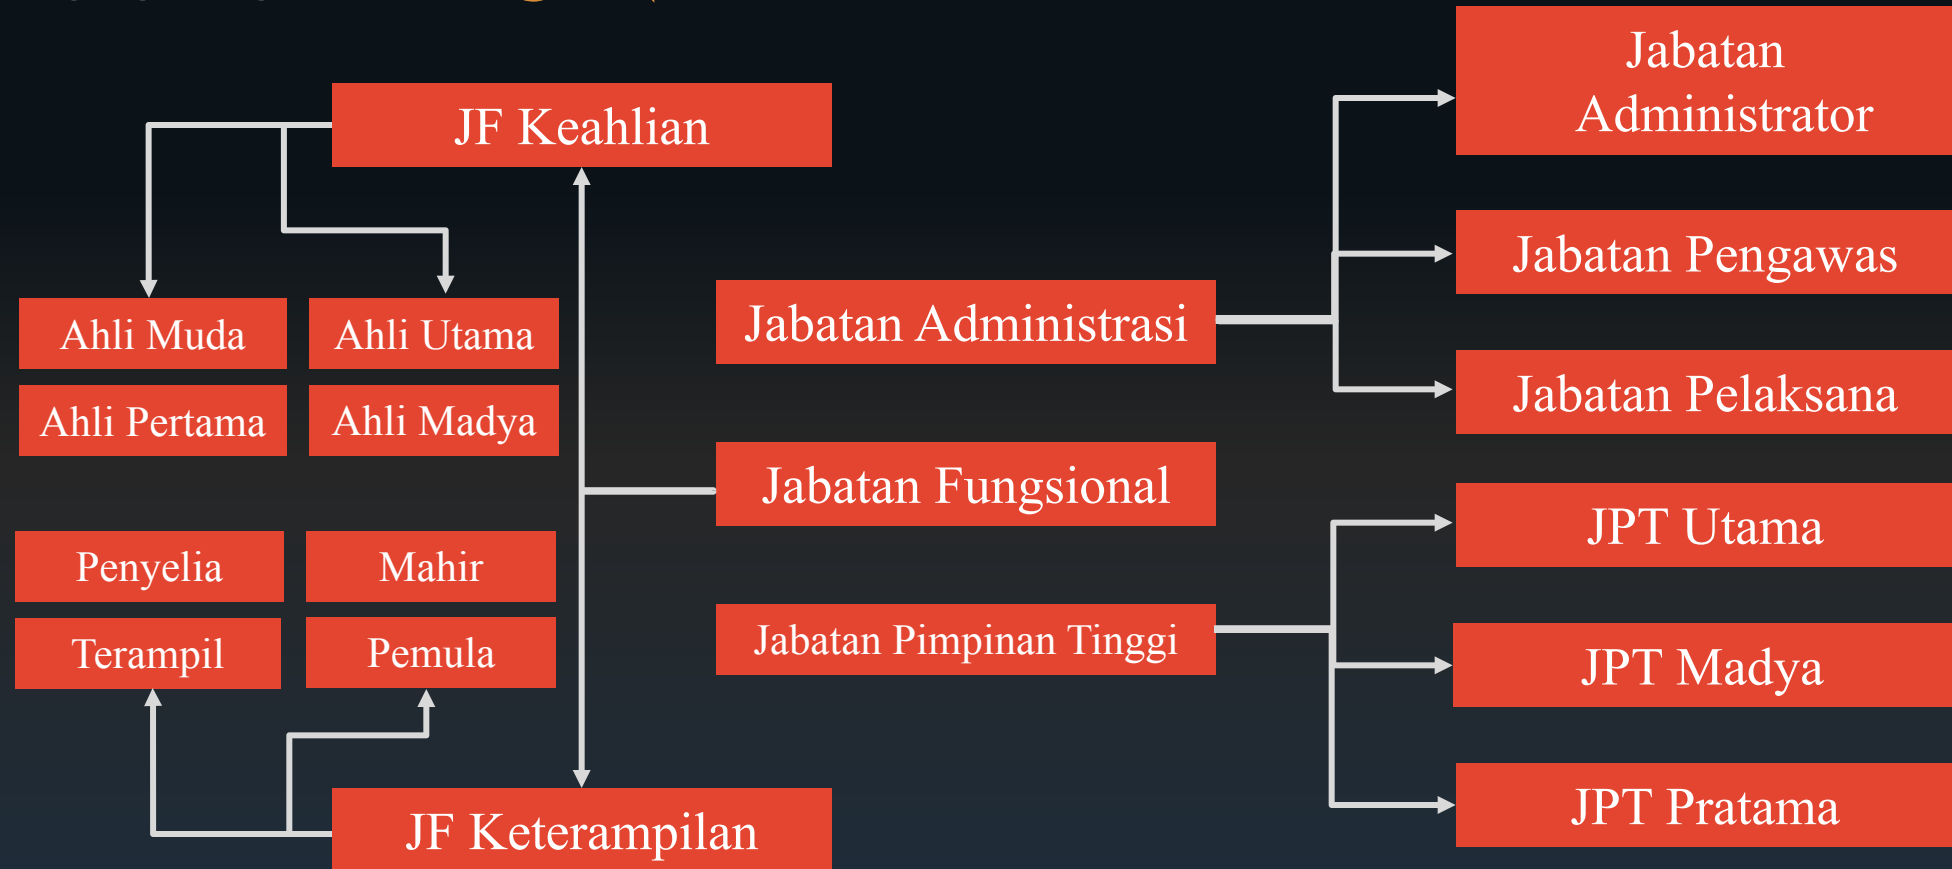 JF Keahlian
Ahli Muda
Ahli Utama
Ahli Pertama
Ahli Madya
Penyelia
Mahir
Terampil
Pemula
JF Keterampilan
Jabatan Administrasi
Jabatan Fungsional
Jabatan Pimpinan Tinggi
Jabatan
Administrator
Jabatan Pengawas
Jabatan Pelaksana
JPT Utama
JPT Madya
JPT Pratama